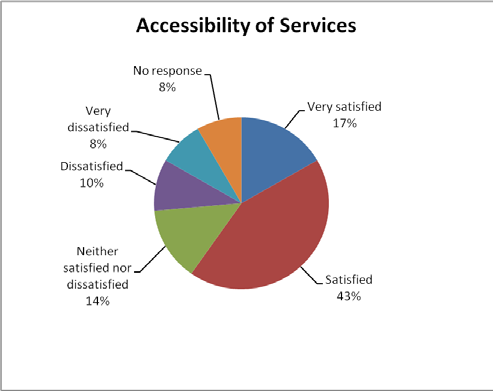 Accessibility of Services
No response
8%
Very satisfied
17%
Very
dissatisfied
8%
Dissatisfied
10%
Neither
satisfied nor
dissatisfied
14%
Satisfied
43%